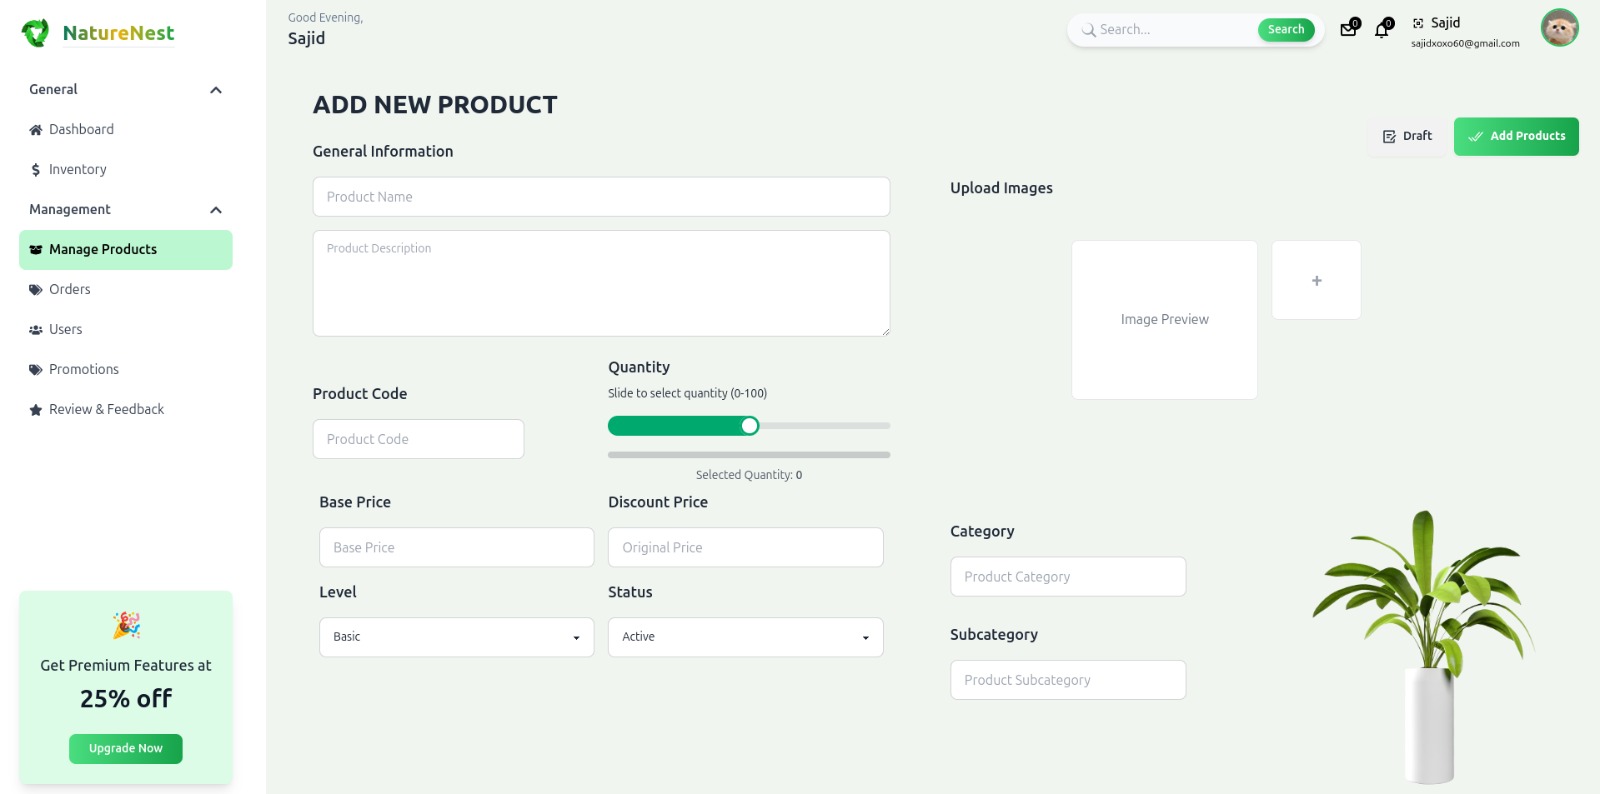 NatureNest
General
Dashboard
Inventory
Management
Manage Products
Orders
Users
Promotions
Review & Feedback
Get Premium Features at
25% off
Upgrade Now
Good Evening,
Sajid
Search...
Search
0
0
Sajid
sajidxoxo60@gmail.com
ADD NEW PRODUCT
Draft
Add Products
General Information
Product Name
Product Description
Product Code
Product Code
Quantity
Slide to select quantity (0-100)
Selected Quantity: 0
Base Price
Base Price
Discount Price
Original Price
Level
Basic
Status
Active
Upload Images
Image Preview
+
Category
Product Category
Subcategory
Product Subcategory